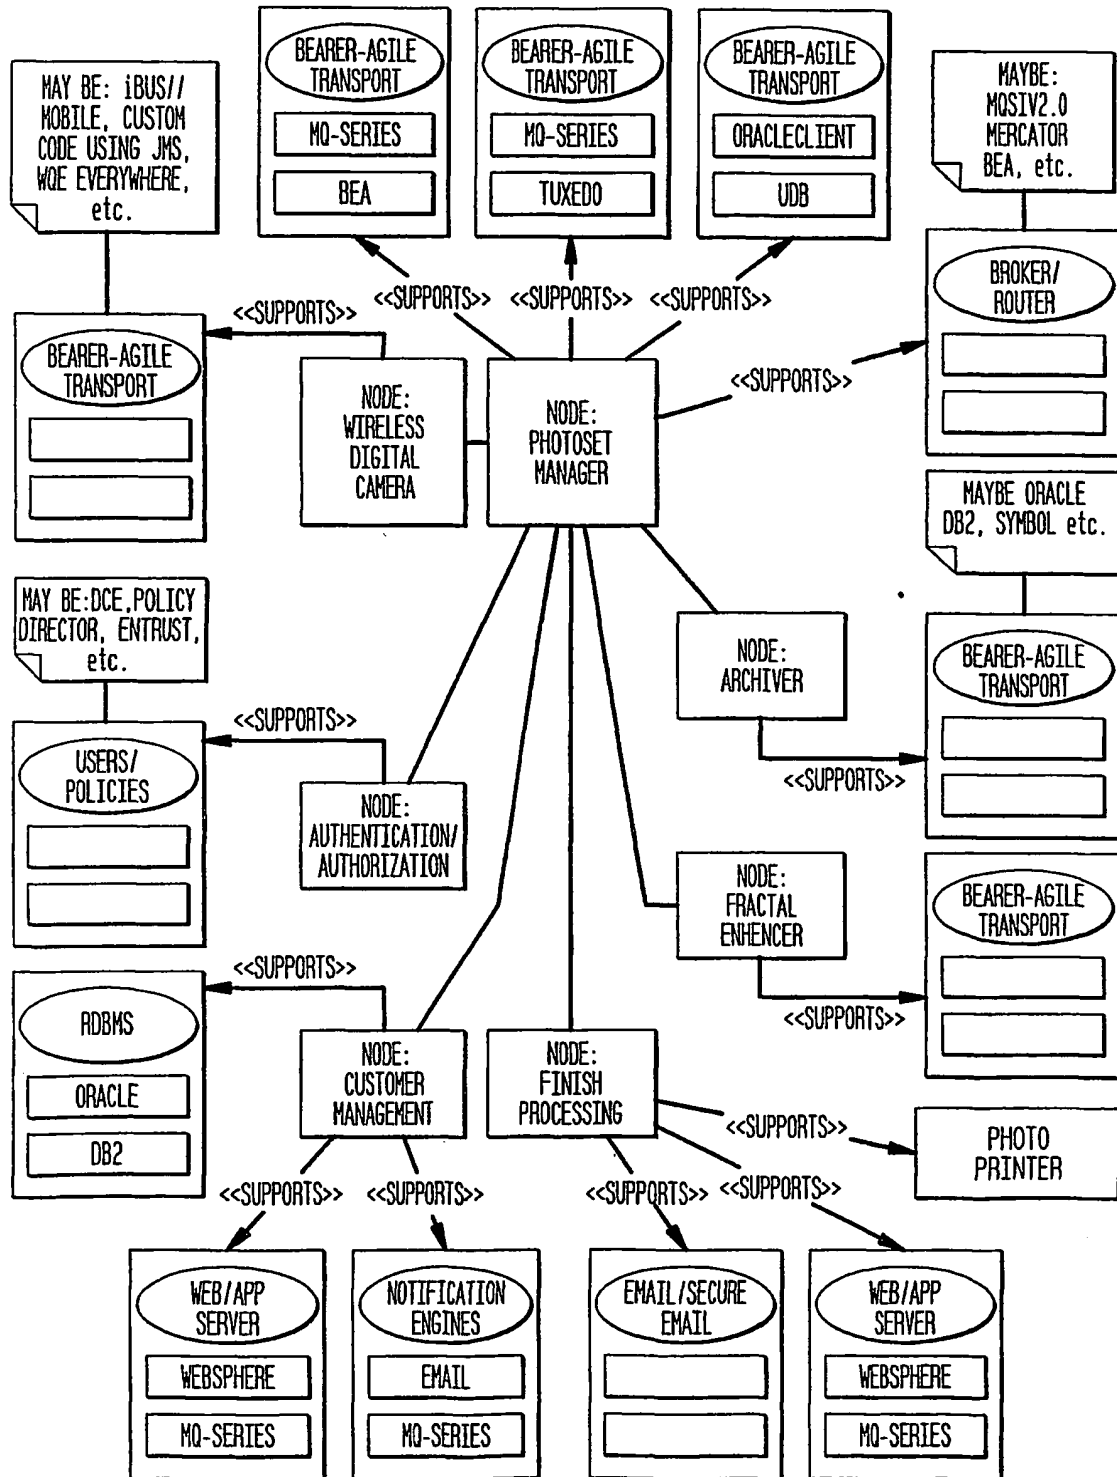 BEARER-AGILE
TRANSPORT
MQ-SERIES
BEA
BEARER-AGILE
TRANSPORT
MQ-SERIES
TUXEDO
BEARER-AGILE
TRANSPORT
ORACLECLIENT
UDB
MAY BE: iBUS//
MOBILE, CUSTOM
CODE USING JMS,
WQE EVERYWHERE,
etc.
MAYBE:
MQSIV2.0
MERCATOR
BEA, etc.
<<SUPPORTS>>
<<SUPPORTS>>
<<SUPPORTS>>
<<SUPPORTS>>
BROKER/
ROUTER
BEARER-AGILE
TRANSPORT
NODE:
WIRELESS
DIGITAL
CAMERA
NODE:
PHOTOSET
MANAGER
<<SUPPORTS>>
MAYBE ORACLE
DB2, SYMBOL etc.
MAY BE:DCE,POLICY
DIRECTOR, ENTRUST,
etc.
NODE:
ARCHIVER
BEARER-AGILE
TRANSPORT
<<SUPPORTS>>
<<SUPPORTS>>
USERS/
POLICIES
NODE:
AUTHENTICATION/
AUTHORIZATION
NODE:
FRACTAL
ENHENCER
BEARER-AGILE
TRANSPORT
<<SUPPORTS>>
<<SUPPORTS>>
RDBMS
ORACLE
DB2
NODE:
CUSTOMER
MANAGEMENT
NODE:
FINISH
PROCESSING
<<SUPPORTS>>
PHOTO
PRINTER
<<SUPPORTS>>
<<SUPPORTS>>
<<SUPPORTS>>
<<SUPPORTS>>
WEB/APP
SERVER
WEBSPHERE
MQ-SERIES
NOTIFICATION
ENGINES
EMAIL
MQ-SERIES
EMAIL/SECURE
EMAIL
WEB/APP
SERVER
WEBSPHERE
MQ-SERIES